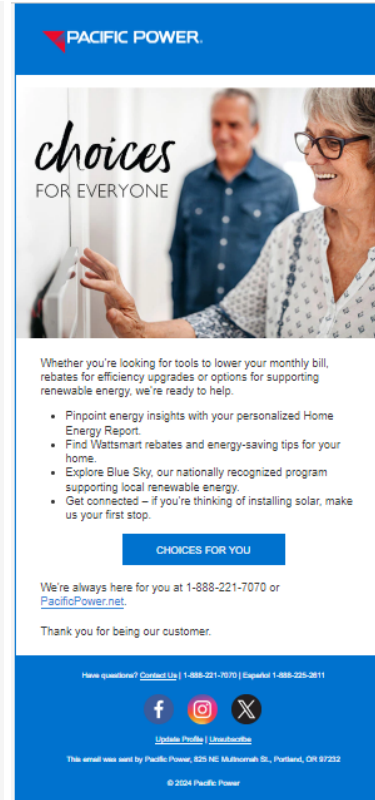 PACIFIC POWER.
choices
FOR EVERYONE
Whether you're looking for tools to lower your monthly bill,
rebates for efficiency upgrades or options for supporting
renewable energy, we're ready to help.
• Pinpoint energy insights with your personalized Home
Energy Report.
• Find Wattsmart rebates and energy-saving tips for your
home.
• Explore Blue Sky, our nationally recognized program
supporting local renewable energy.
• Get connected – if you're thinking of installing solar, make
us your first stop.
CHOICES FOR YOU
We're always here for you at 1-888-221-7070 or
PacificPower.net.
Thank you for being our customer.
Have questions? Contact Us | 1-888-221-7070 | Español 1-888-225-2611
Update Profile | Unsubscribe
This email was sent by Pacific Power, 825 NE Multnomah St., Portland, OR 97232
© 2024 Pacific Power